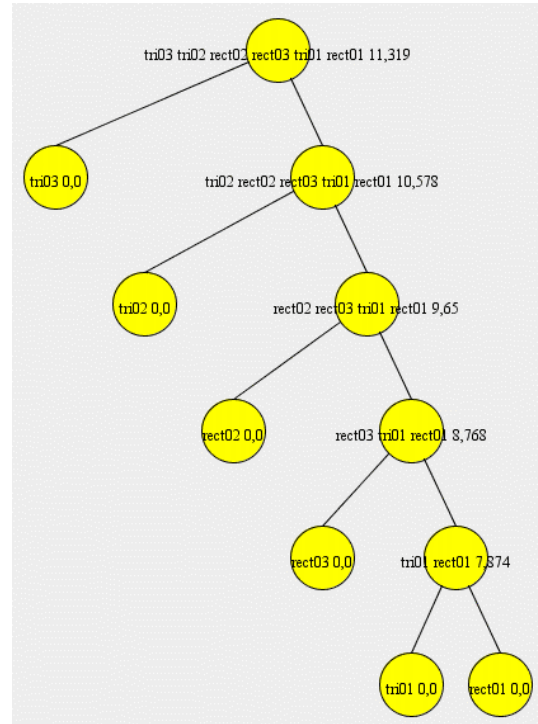 tri03 tri02 rect02 rect03 tri01 rect01 11,319
tri03 0,0
tri02 rect02 rect03 tri01 rect01 10,578
tri02 0,0
rect02 rect03 tri01 rect01 9,65
rect02 0,0
rect03 tri01 rect01 8,768
rect03 0,0
tri01 rect01 7,874
tri01 0,0
rect01 0,0